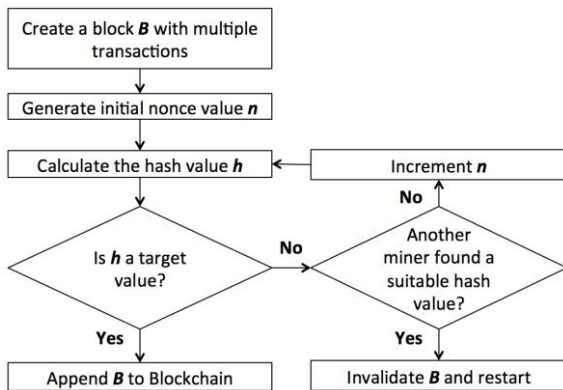 Create a block B with multiple
transactions
Generate initial nonce value n
Calculate the hash value h
Increment n
No
Is h a target
value?
No
Another
miner found a
suitable hash
value?
Yes
Yes
Append B to Blockchain
Invalidate B and restart